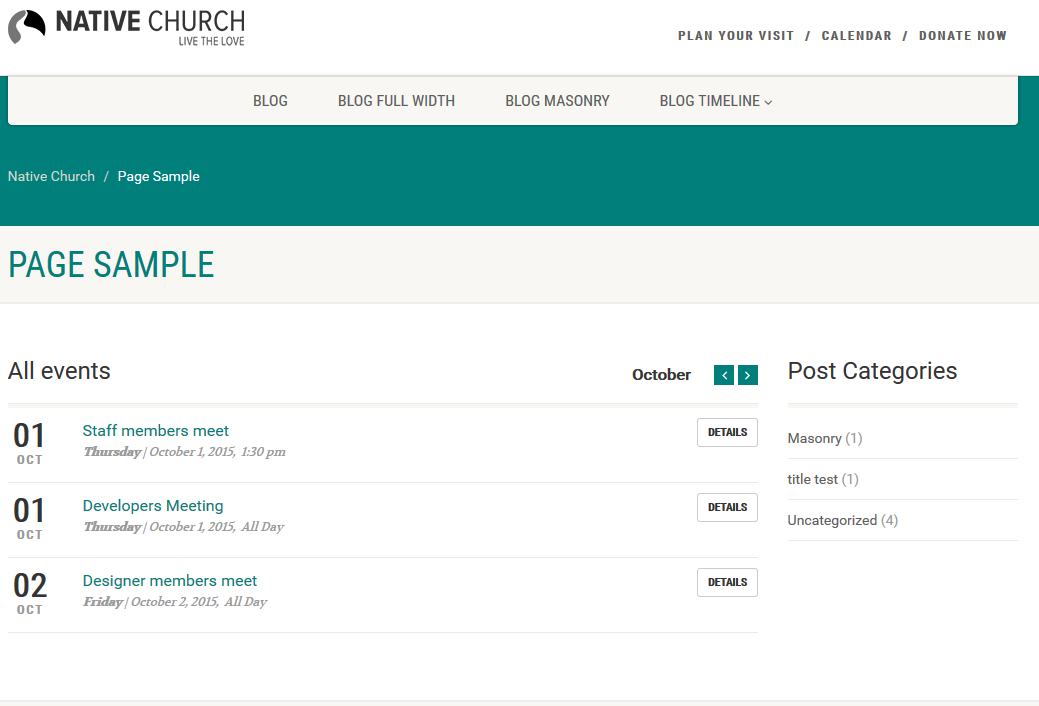 NATIVE CHURCH
LIVE THE LOVE
PLAN YOUR VISIT / CALENDAR / DONATE NOW
BLOG BLOG FULL WIDTH BLOG MASONRY BLOG TIMELINE
Native Church / Page Sample
PAGE SAMPLE
All events
October
01 OCT
Staff members meet
Thursday | October 1, 2015, 1:30 pm
DETAILS
01 OCT
Developers Meeting
Thursday | October 1, 2015, All Day
DETAILS
02 OCT
Designer members meet
Friday | October 2, 2015, All Day
DETAILS
Post Categories
Masonry (1)
title test (1)
Uncategorized (4)